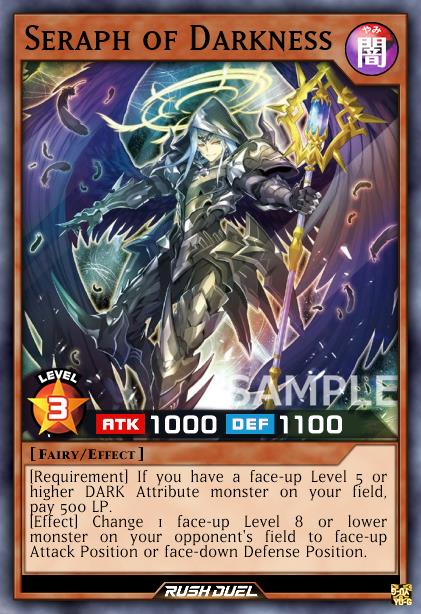 Seraph of Darkness
やみ
闇
SAMPLE
LEVEL
3
ATK 1000 DEF 1100
[Fairy/Effect]
[Requirement] If you have a face-up Level 5 or
higher DARK Attribute monster on your field,
pay 500 LP.
[Effect] Change 1 face-up Level 8 or lower
monster on your opponent's field to face-up
Attack Position or face-down Defense Position.
RUSH DUEL